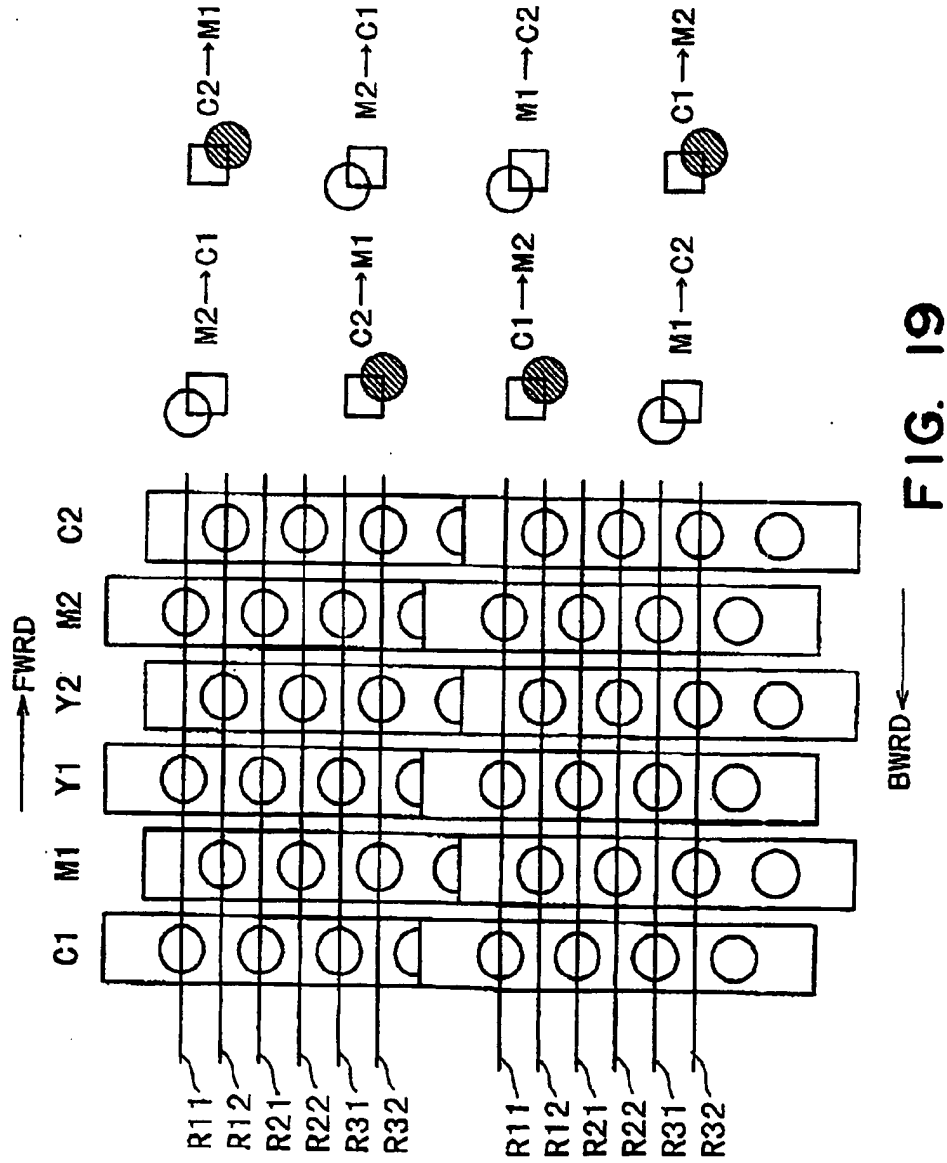 →FWRD
C1 M1 Y1 Y2 M2 C2
R11
R12
R21
R22
R31
R32
R11
R12
R21
R22
R31
R32
M2→C1 C2→M1
C2→M1 M2→C1
C1→M2 M1→C2
M1→C2 C1→M2
BWRD←
FIG. 19